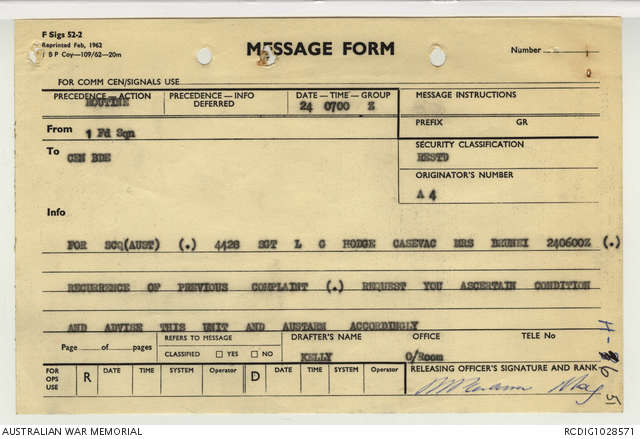 F Sigs 52-2
Reprinted Feb, 1962
B P Coy—109/62—20m
MESSAGE FORM
Number
FOR COMM CEN/SIGNALS USE
PRECEDENCE—ACTION
ROUTINE
PRECEDENCE—INFO
DEFERRED
DATE—TIME—GROUP
24 0700 Z
MESSAGE INSTRUCTIONS
PREFIX GR
From 1 Fd Sqn
To CEN BDE
SECURITY CLASSIFICATION
RESTD
ORIGINATOR'S NUMBER
A 4
Info
FOR SCQ(AUST) (.) 4428 SGT L G HODGE CASEVAC MRS BRUNEI 240600Z (.)
RECURRENCE OF PREVIOUS COMPLAINT (.) REQUEST YOU ASCERTAIN CONDITION
AND ADVISE THIS UNIT AND AUSTARM ACCORDINGLY
Page of pages
REFERS TO MESSAGE
CLASSIFIED YES NO
DRAFTER'S NAME
KELLY
OFFICE
O/Room
TELE No
FOR OPS USE
R DATE TIME SYSTEM Operator
D DATE TIME SYSTEM Operator
RELEASING OFFICER'S SIGNATURE AND RANK
Maj
51
AUSTRALIAN WAR MEMORIAL
RCDIG1028571